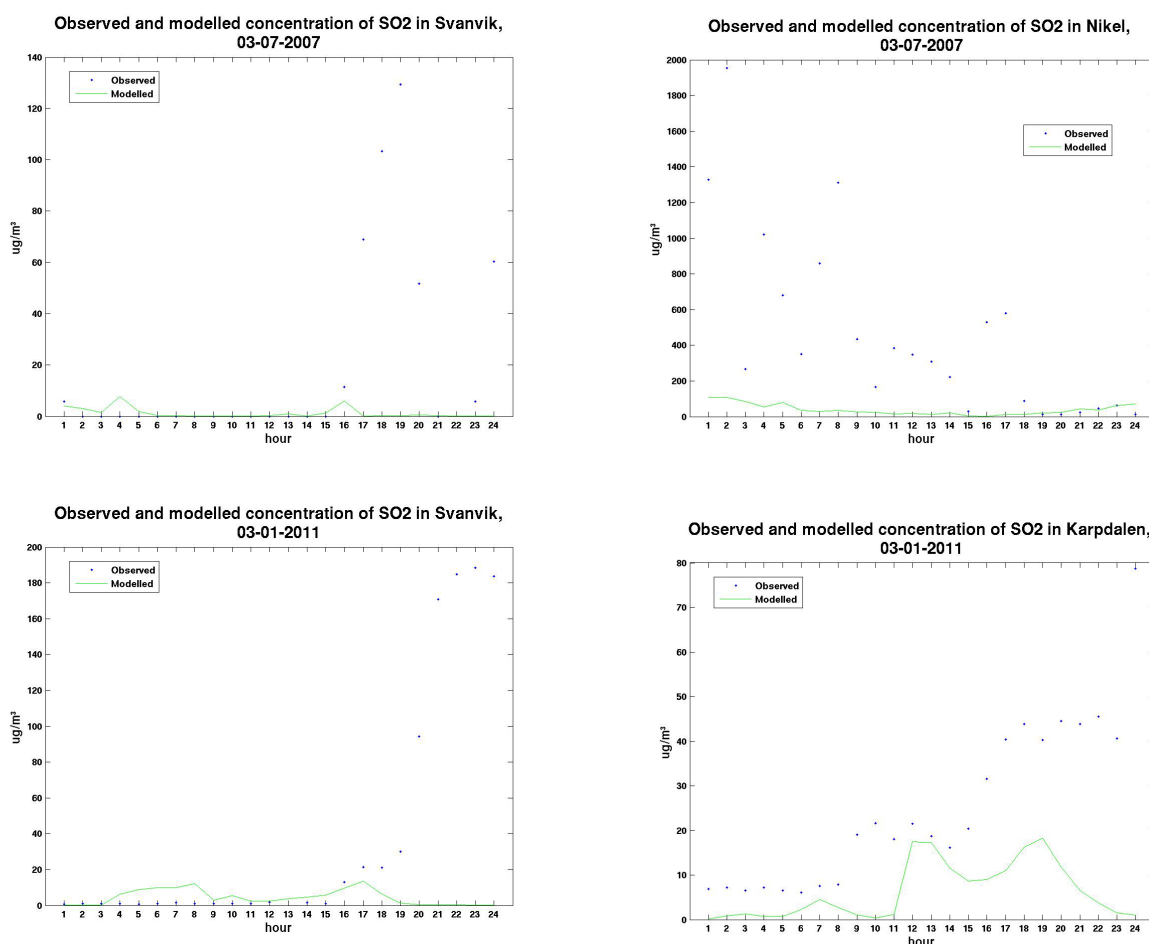 Observed and modelled concentration of SO2 in Svanvik,
03-07-2007
140
120
100
80
60
40
20
0
ug/m³
Observed
Modelled
1 2 3 4 5 6 7 8 9 10 11 12 13 14 15 16 17 18 19 20 21 22 23 24
hour
Observed and modelled concentration of SO2 in Nikel,
03-07-2007
2000
1800
1600
1400
1200
1000
800
600
400
200
0
ug/m³
Observed
Modelled
1 2 3 4 5 6 7 8 9 10 11 12 13 14 15 16 17 18 19 20 21 22 23 24
hour
Observed and modelled concentration of SO2 in Svanvik,
03-01-2011
200
180
160
140
120
100
80
60
40
20
0
ug/m³
Observed
Modelled
1 2 3 4 5 6 7 8 9 10 11 12 13 14 15 16 17 18 19 20 21 22 23 24
hour
Observed and modelled concentration of SO2 in Karpdalen,
03-01-2011
80
70
60
50
40
30
20
10
0
ug/m³
Observed
Modelled
1 2 3 4 5 6 7 8 9 10 11 12 13 14 15 16 17 18 19 20 21 22 23 24
hour